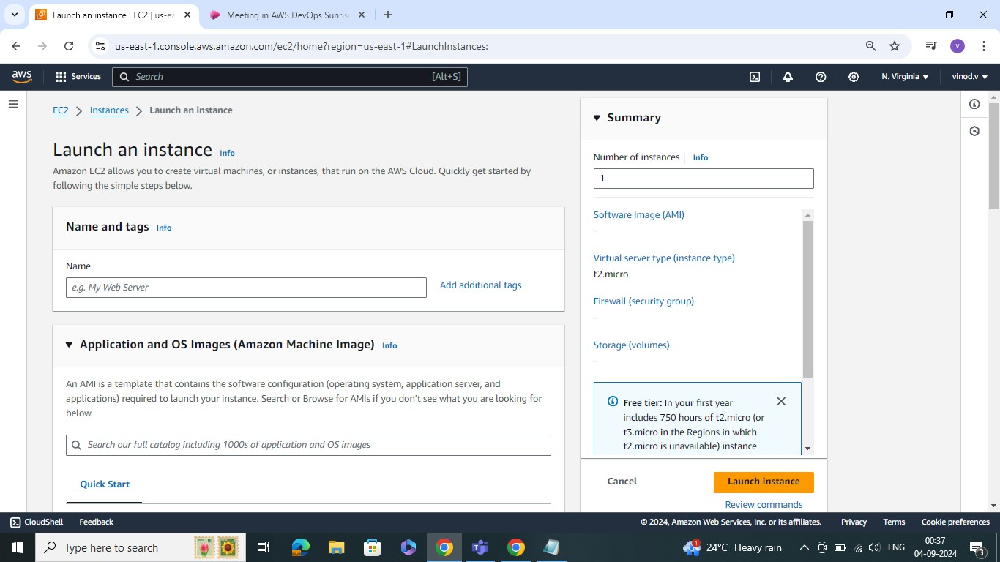 Launch an instance | EC2 | us-ea
Meeting in AWS DevOps Sunris
us-east-1.console.aws.amazon.com/ec2/home?region=us-east-1#LaunchInstances:
V
aws
Services
Search
[Alt+S]
N. Virginia
vinod.v
EC2
Instances
Launch an instance
Launch an instance Info
Amazon EC2 allows you to create virtual machines, or instances, that run on the AWS Cloud. Quickly get started by
following the simple steps below.
Name and tags Info
Name
e.g. My Web Server
Add additional tags
Application and OS Images (Amazon Machine Image) Info
An AMI is a template that contains the software configuration (operating system, application server, and
applications) required to launch your instance. Search or Browse for AMIs if you don't see what you are looking for
below
Search our full catalog including 1000s of application and OS images
Quick Start
Summary
Number of instances Info
1
Software Image (AMI)
-
Virtual server type (instance type)
t2.micro
Firewall (security group)
-
Storage (volumes)
-
Free tier: In your first year
includes 750 hours of t2.micro (or
t3.micro in the Regions in which
t2.micro is unavailable) instance
Cancel
Launch instance
Review commands
CloudShell
Feedback
© 2024, Amazon Web Services, Inc. or its affiliates.
Privacy
Terms
Cookie preferences
Type here to search
1
24°C Heavy rain
ENG
00:37
04-09-2024
3